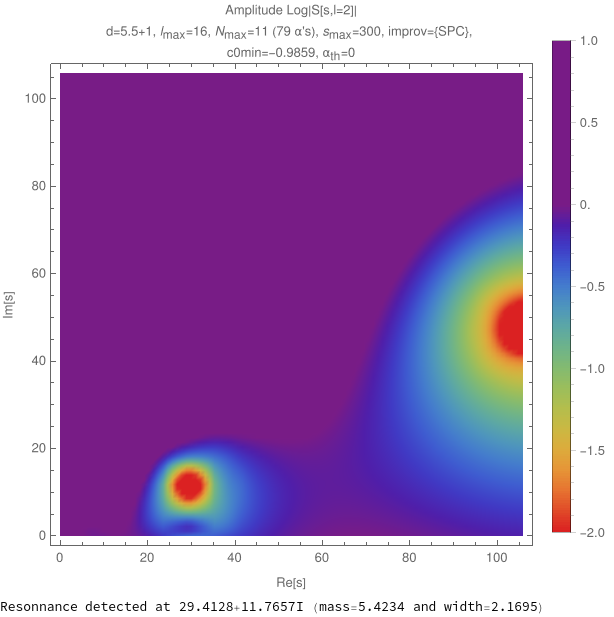 Amplitude Log|S[s,l=2]|
d=5.5+1, lmax=16, Nmax=11 (79 α's), smax=300, improv={SPC},
c0min=−0.9859, αth=0
1.0
0.5
0.
−0.5
−1.0
−1.5
−2.0
100
80
60
40
20
0
Im[s]
0 20 40 60 80 100
Re[s]
Resonnance detected at 29.4128+11.7657I (mass=5.4234 and width=2.1695)